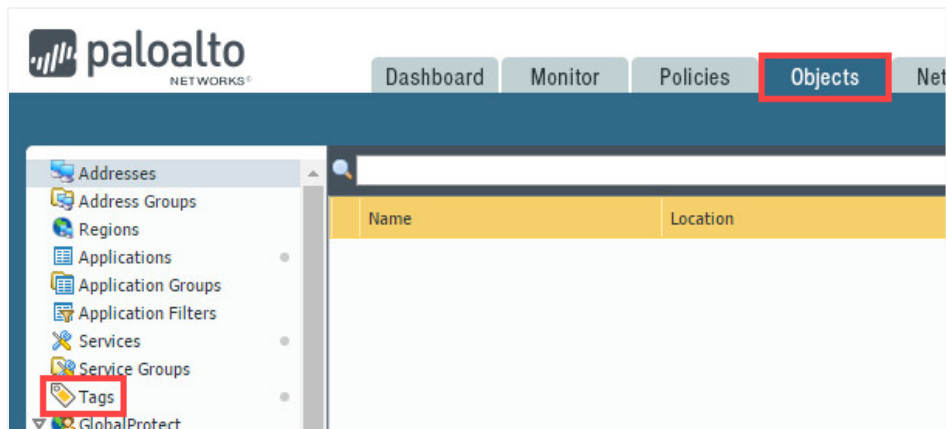 paloalto
NETWORKS®
Dashboard Monitor Policies Objects Net
Addresses
Address Groups
Regions
Applications
Application Groups
Application Filters
Services
Service Groups
Tags
GlobalProtect
Name Location